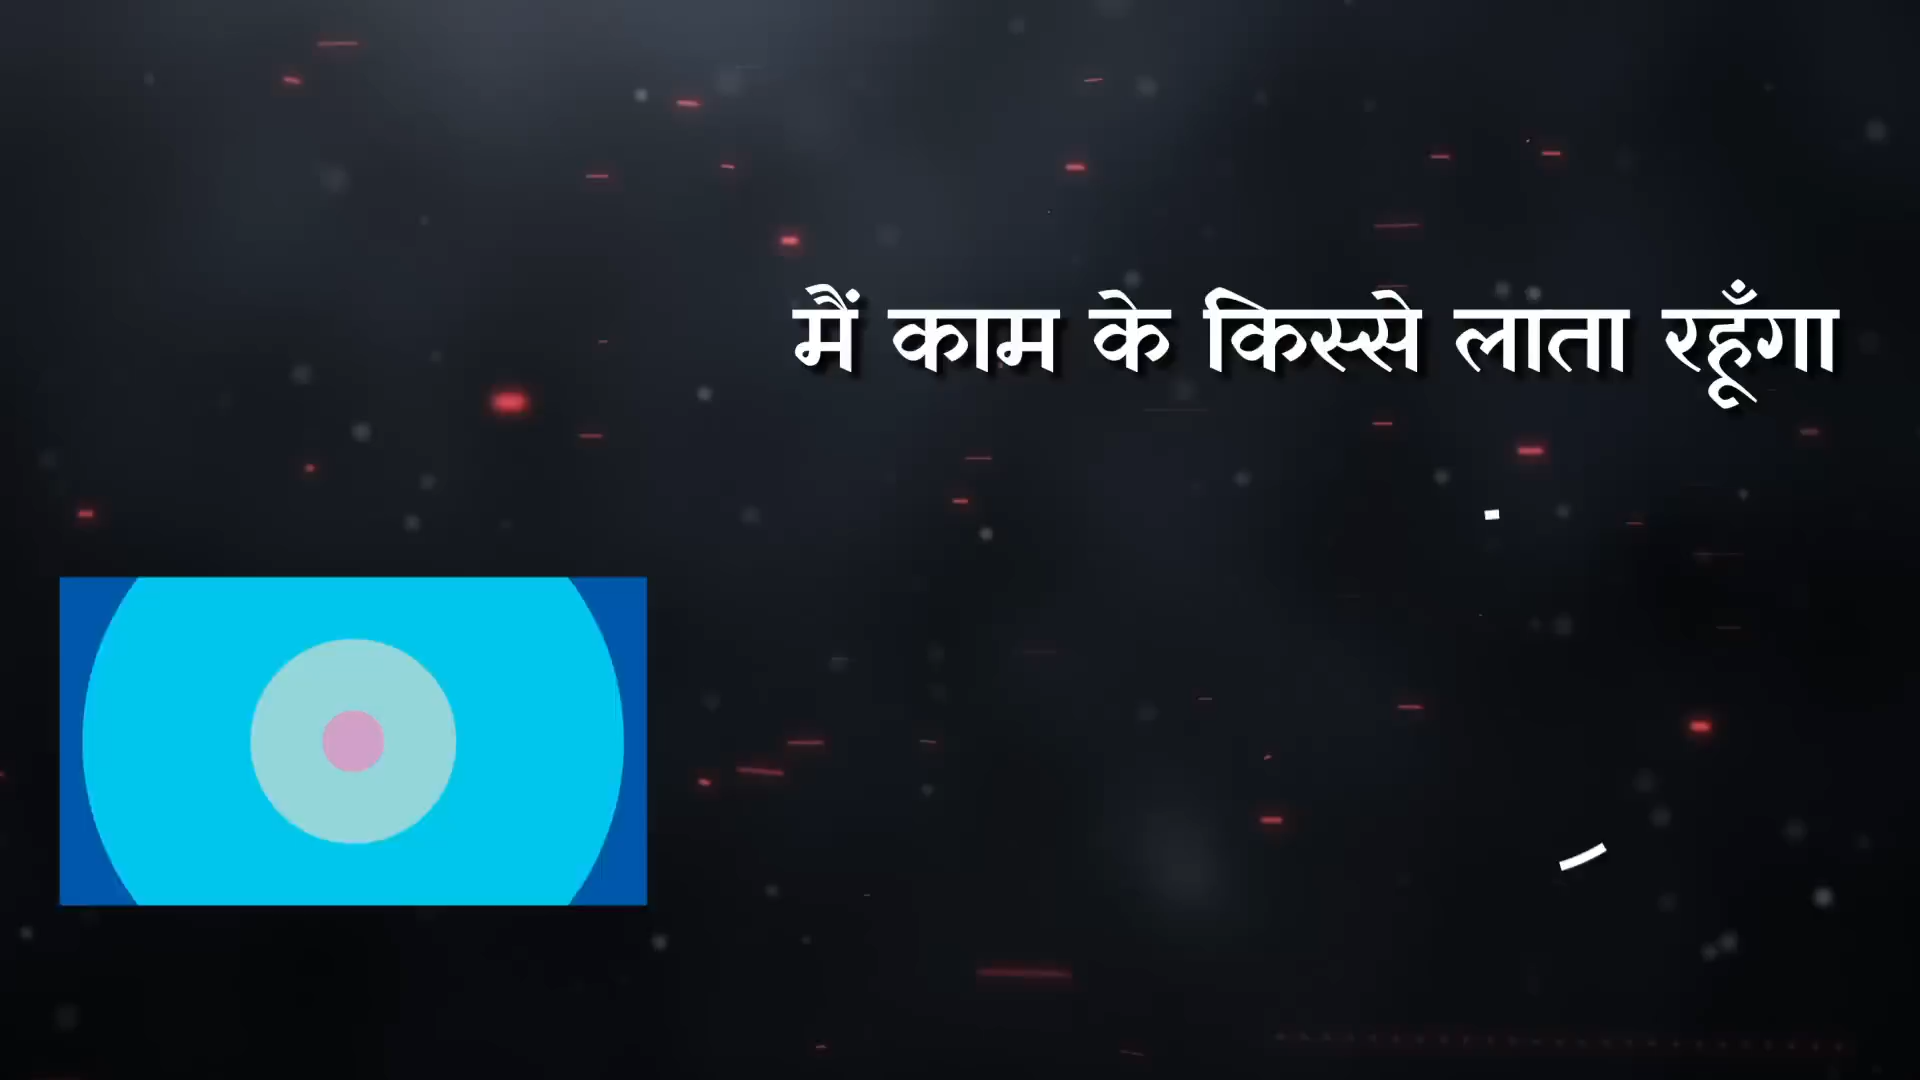 मैं काम के किस्से लाता रहूँगा